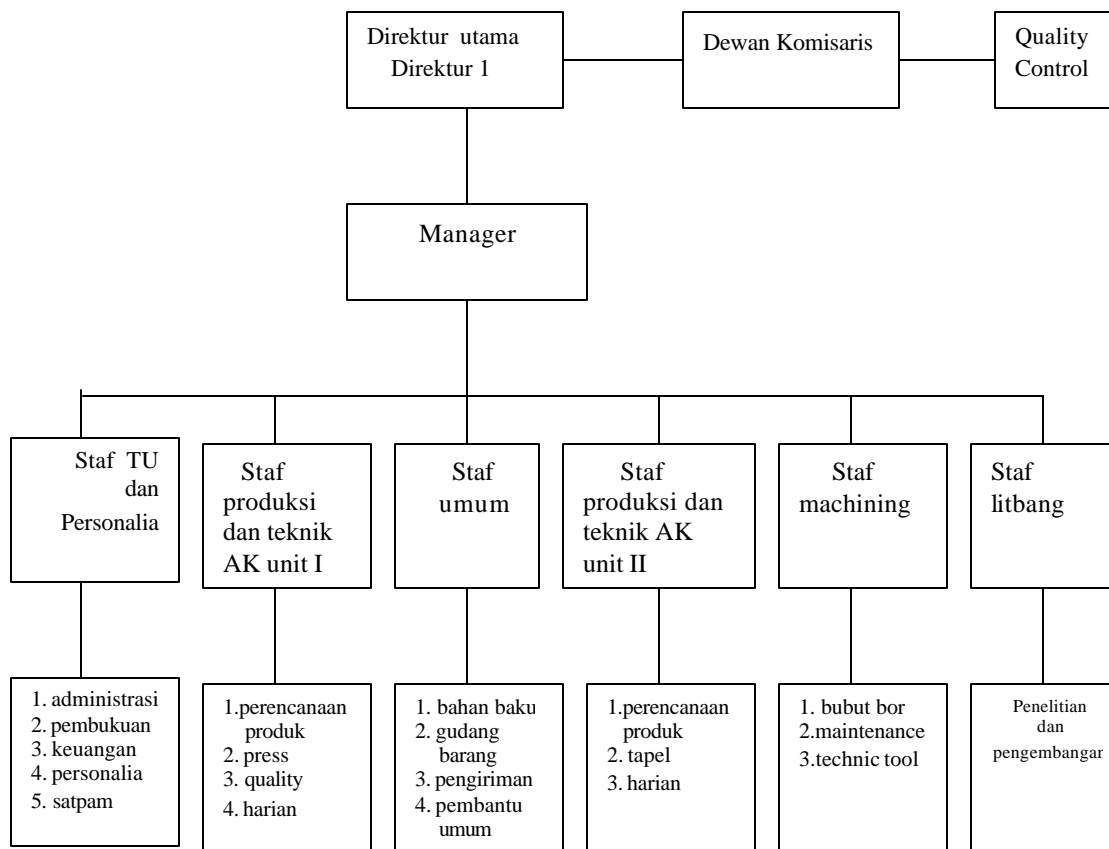 Direktur utama
Direktur 1
Dewan Komisaris
Quality
Control
Manager
Staf TU
dan
Personalia
Staf
produksi
dan teknik
AK unit I
Staf
umum
Staf
produksi dan
teknik AK
unit II
Staf
machining
Staf
litbang
1. administrasi
2. pembukuan
3. keuangan
4. personalia
5. satpam
1.perencanaan
produk
2. press
3. quality
4. harian
1. bahan baku
2. gudang
barang
3. pengiriman
4. pembantu
umum
1.perencanaan
produk
2. tapel
3. harian
1. bubut bor
2.maintenance
3.technic tool
Penelitian
dan
pengembangan